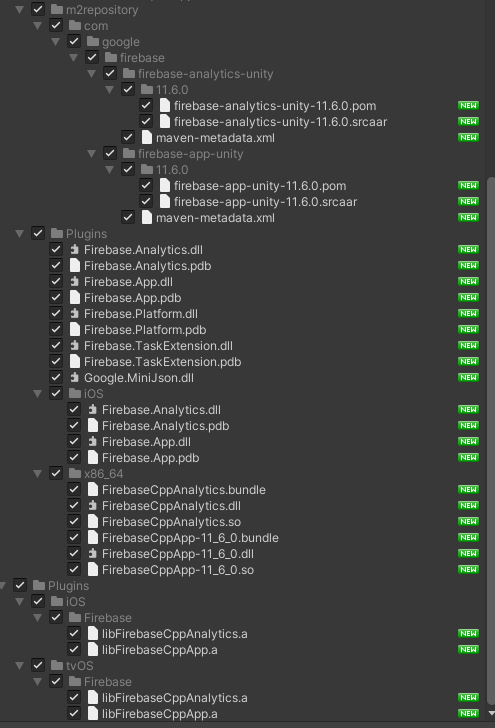 m2repository
com
google
firebase
firebase-analytics-unity
11.6.0
firebase-analytics-unity-11.6.0.pom NEW
firebase-analytics-unity-11.6.0.srcaar NEW
maven-metadata.xml NEW
firebase-app-unity
11.6.0
firebase-app-unity-11.6.0.pom NEW
firebase-app-unity-11.6.0.srcaar NEW
maven-metadata.xml NEW
Plugins
Firebase.Analytics.dll NEW
Firebase.Analytics.pdb NEW
Firebase.App.dll NEW
Firebase.App.pdb NEW
Firebase.Platform.dll NEW
Firebase.Platform.pdb NEW
Firebase.TaskExtension.dll NEW
Firebase.TaskExtension.pdb NEW
Google.MiniJson.dll NEW
iOS
Firebase.Analytics.dll NEW
Firebase.Analytics.pdb NEW
Firebase.App.dll NEW
Firebase.App.pdb NEW
x86_64
FirebaseCppAnalytics.bundle NEW
FirebaseCppAnalytics.dll NEW
FirebaseCppAnalytics.so NEW
FirebaseCppApp-11_6_0.bundle NEW
FirebaseCppApp-11_6_0.dll NEW
FirebaseCppApp-11_6_0.so NEW
Plugins
iOS
Firebase
libFirebaseCppAnalytics.a NEW
libFirebaseCppApp.a NEW
tvOS
Firebase
libFirebaseCppAnalytics.a NEW
libFirebaseCppApp.a NEW